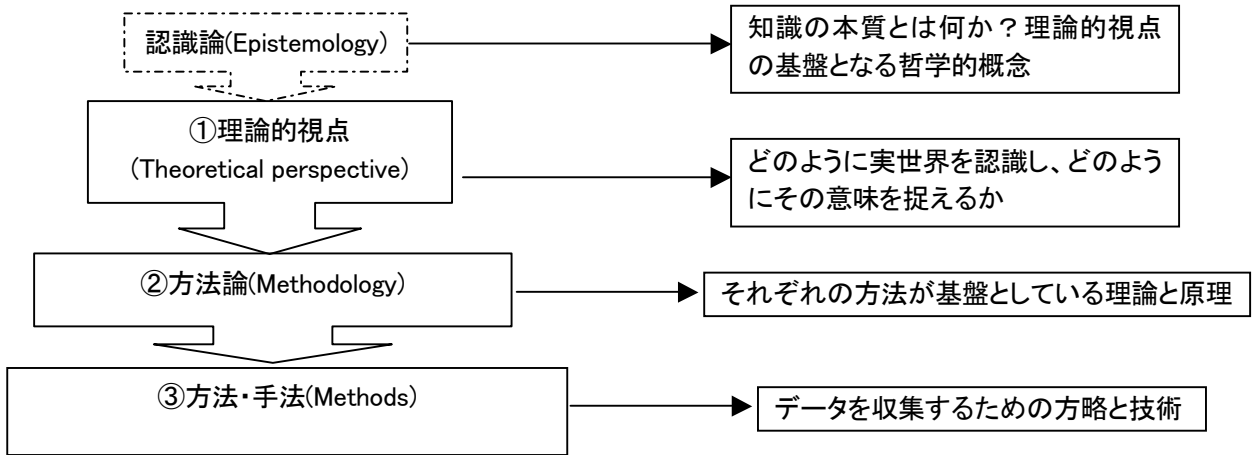 認識論(Epistemology)
知識の本質とは何か？理論的視点
の基盤となる哲学的概念
①理論的視点
(Theoretical perspective)
どのように実世界を認識し、どのよう
にその意味を捉えるか
②方法論(Methodology)
それぞれの方法が基盤としている理論と原理
③方法・手法(Methods)
データを収集するための方略と技術